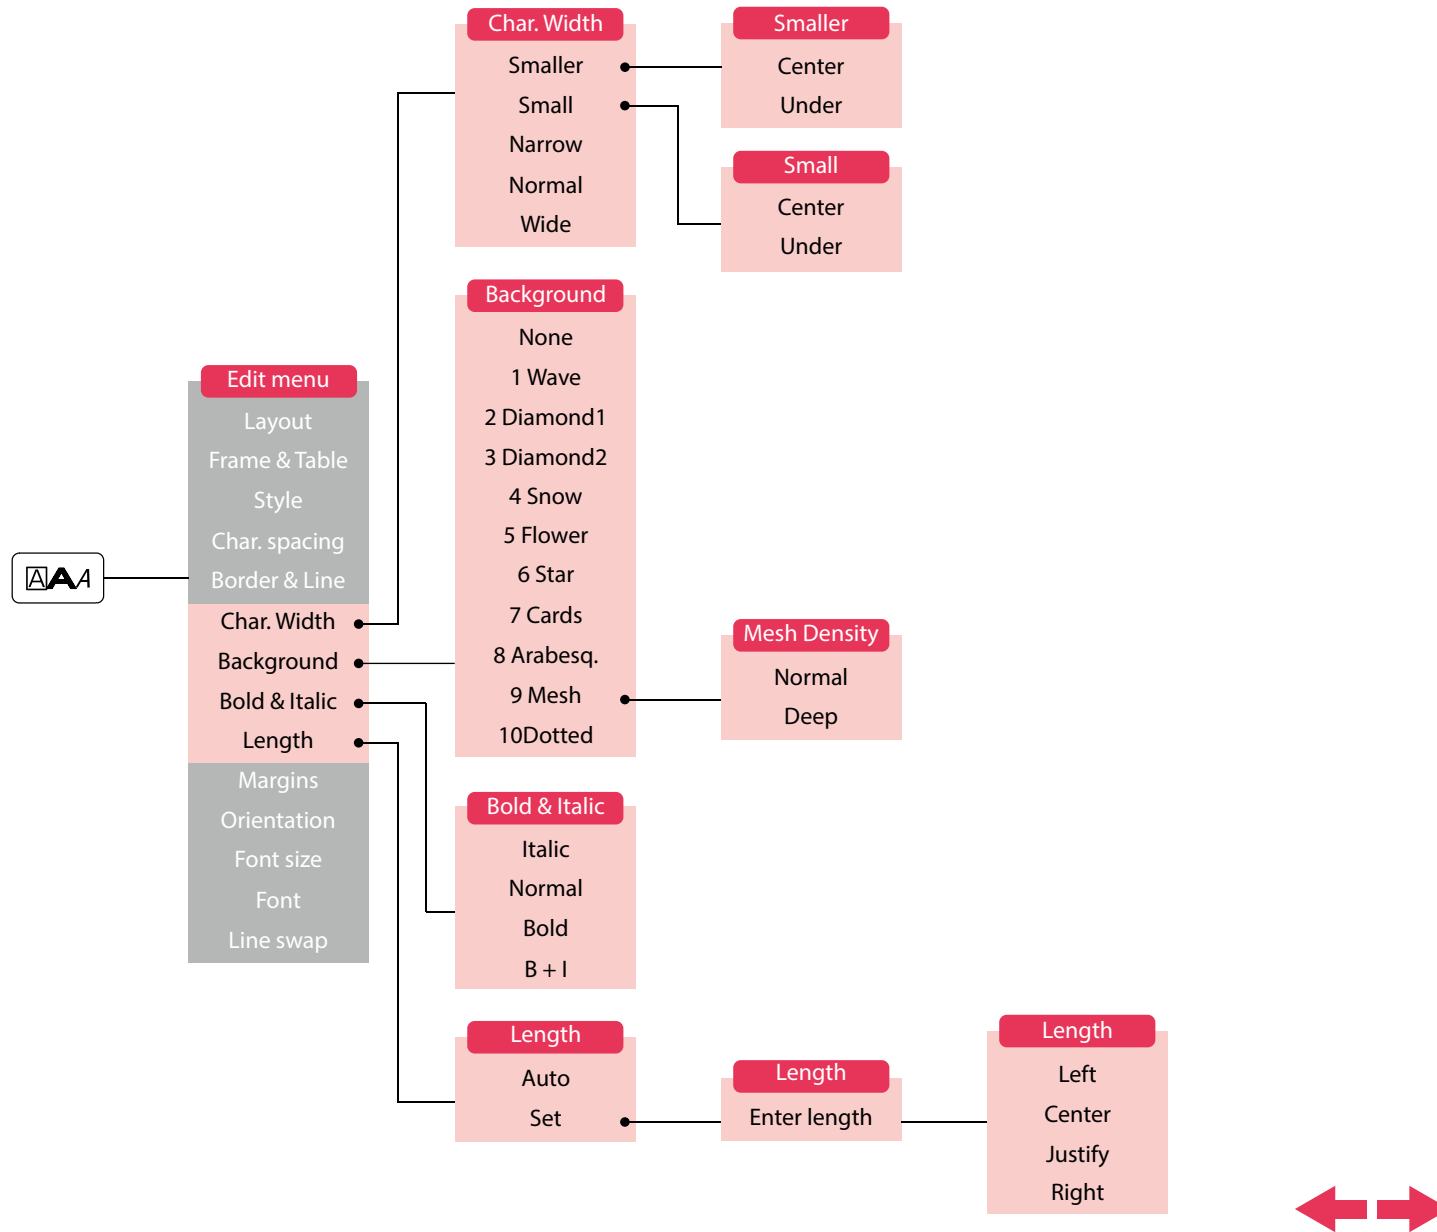 AAA
Edit menu
Layout
Frame & Table
Style
Char. spacing
Border & Line
Char. Width
Background
Bold & Italic
Length
Margins
Orientation
Font size
Font
Line swap
Char. Width
Smaller
Small
Narrow
Normal
Wide
Smaller
Center
Under
Small
Center
Under
Background
None
1 Wave
2 Diamond1
3 Diamond2
4 Snow
5 Flower
6 Star
7 Cards
8 Arabesq.
9 Mesh
10Dotted
Mesh Density
Normal
Deep
Bold & Italic
Italic
Normal
Bold
B + I
Length
Auto
Set
Length
Enter length
Length
Left
Center
Justify
Right